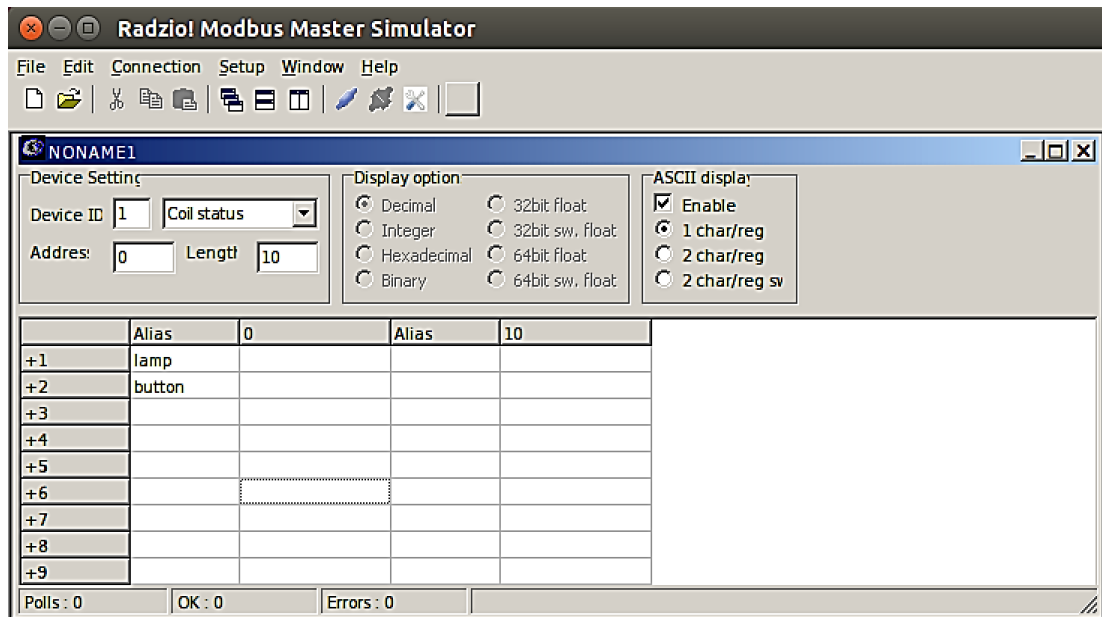 Radzio! Modbus Master Simulator
File Edit Connection Setup Window Help
NONAME1
Device Setting Display option ASCII display
Device ID 1 Coil status Decimal 32bit float Enable
Integer 32bit sw. float 1 char/reg
Addres: 0 Length 10 Hexadecimal 64bit float 2 char/reg
Binary 64bit sw. float 2 char/reg sw
Alias 0 Alias 10
+1 lamp
+2 button
+3
+4
+5
+6
+7
+8
+9
Polls : 0 OK : 0 Errors : 0